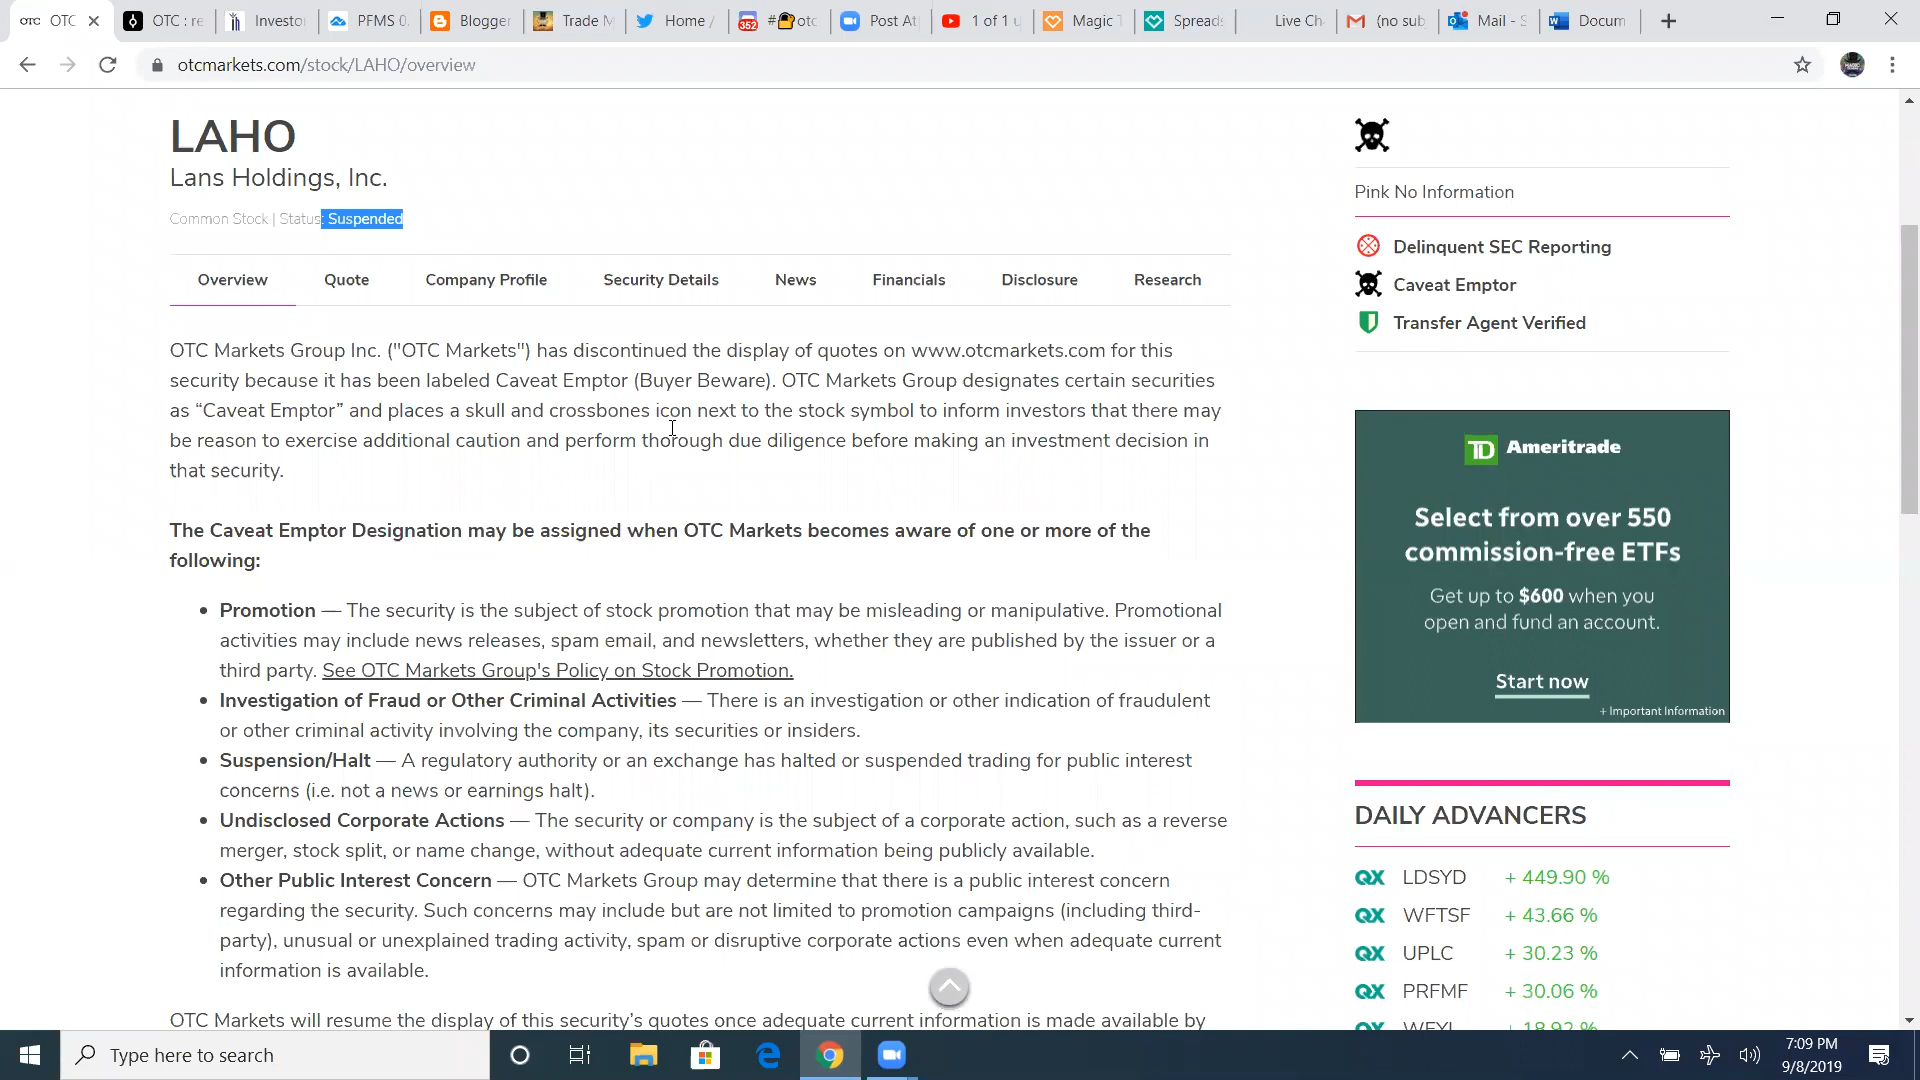 OTC
OTC : re
Investor
PFMS 0.
Blogger
Trade M
Home /
#🔒otc
Post At
1 of 1 u
Magic T
Spreads
Live Ch
(no sub
Mail - S
Docum
otcmarkets.com/stock/LAHO/overview
LAHO
Lans Holdings, Inc.
Common Stock | Status: Suspended
Overview Quote Company Profile Security Details News Financials Disclosure Research
OTC Markets Group Inc. ("OTC Markets") has discontinued the display of quotes on www.otcmarkets.com for this
security because it has been labeled Caveat Emptor (Buyer Beware). OTC Markets Group designates certain securities
as “Caveat Emptor” and places a skull and crossbones icon next to the stock symbol to inform investors that there may
be reason to exercise additional caution and perform thorough due diligence before making an investment decision in
that security.
The Caveat Emptor Designation may be assigned when OTC Markets becomes aware of one or more of the
following:
• Promotion — The security is the subject of stock promotion that may be misleading or manipulative. Promotional
activities may include news releases, spam email, and newsletters, whether they are published by the issuer or a
third party. See OTC Markets Group's Policy on Stock Promotion.
• Investigation of Fraud or Other Criminal Activities — There is an investigation or other indication of fraudulent
or other criminal activity involving the company, its securities or insiders.
• Suspension/Halt — A regulatory authority or an exchange has halted or suspended trading for public interest
concerns (i.e. not a news or earnings halt).
• Undisclosed Corporate Actions — The security or company is the subject of a corporate action, such as a reverse
merger, stock split, or name change, without adequate current information being publicly available.
• Other Public Interest Concern — OTC Markets Group may determine that there is a public interest concern
regarding the security. Such concerns may include but are not limited to promotion campaigns (including third-
party), unusual or unexplained trading activity, spam or disruptive corporate actions even when adequate current
information is available.
OTC Markets will resume the display of this security’s quotes once adequate current information is made available by
Pink No Information
Delinquent SEC Reporting
Caveat Emptor
Transfer Agent Verified
TD Ameritrade
Select from over 550
commission-free ETFs
Get up to $600 when you
open and fund an account.
Start now
+ Important Information
DAILY ADVANCERS
QX LDSYD + 449.90 %
QX WFTSF + 43.66 %
QX UPLC + 30.23 %
QX PRFMF + 30.06 %
+ 18.92 %
Type here to search
7:09 PM
9/8/2019